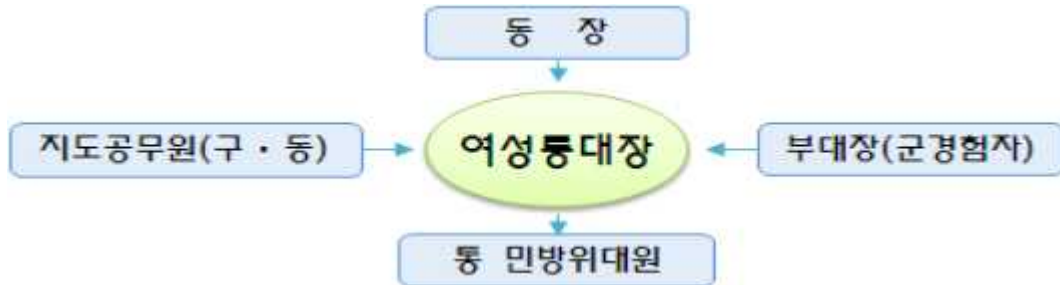 동 장
지도공무원(구·동)
여성통대장
부대장(군경험자)
통 민방위대원